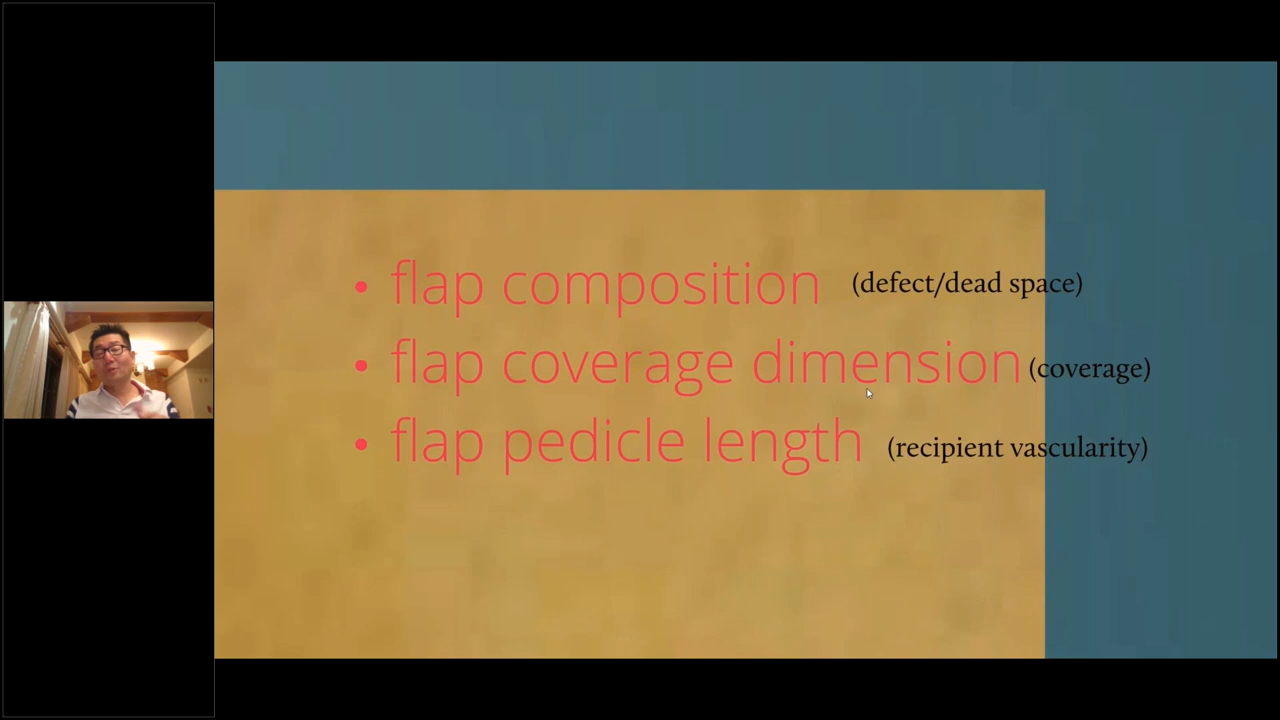 • flap composition (defect/dead space)
• flap coverage dimension (coverage)
• flap pedicle length (recipient vascularity)